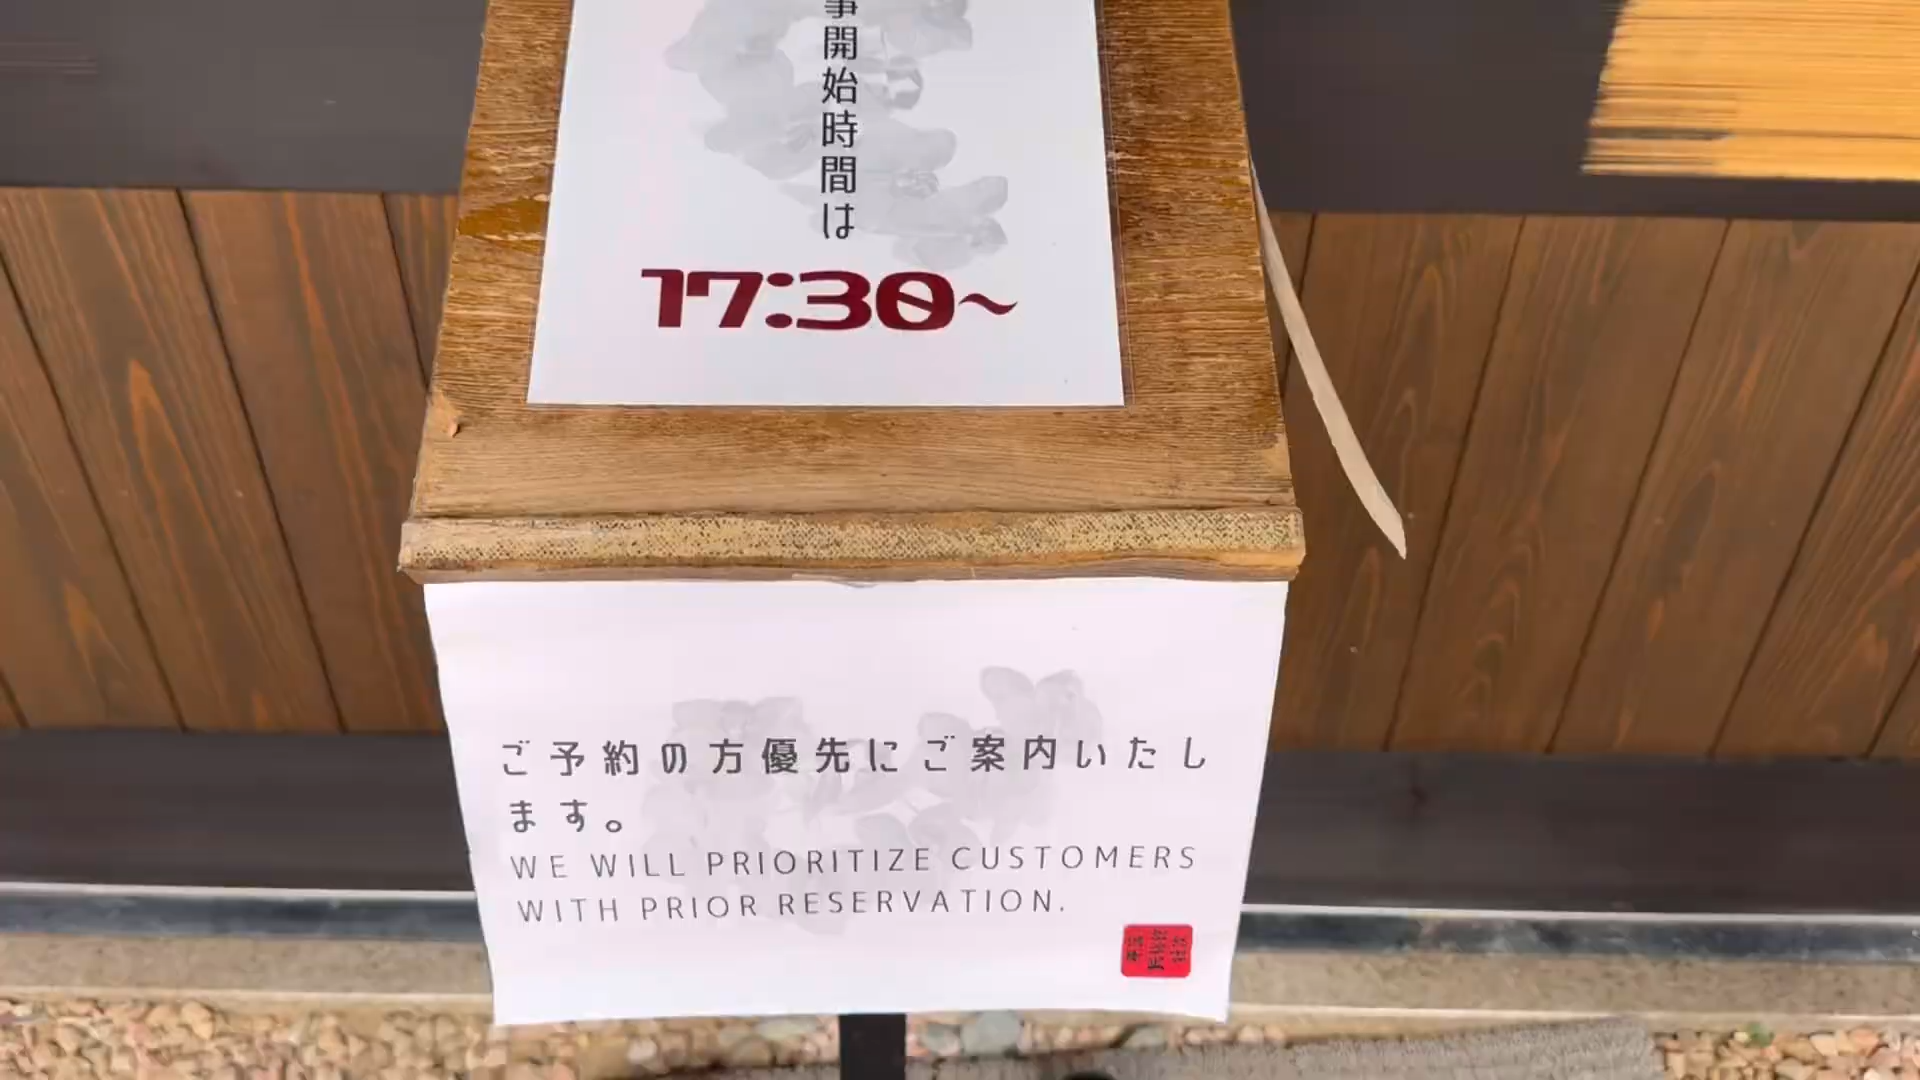 事開始時間は
17:30~
ご予約の方優先にご案内いたし
ます。
WE WILL PRIORITIZE CUSTOMERS
WITH PRIOR RESERVATION.